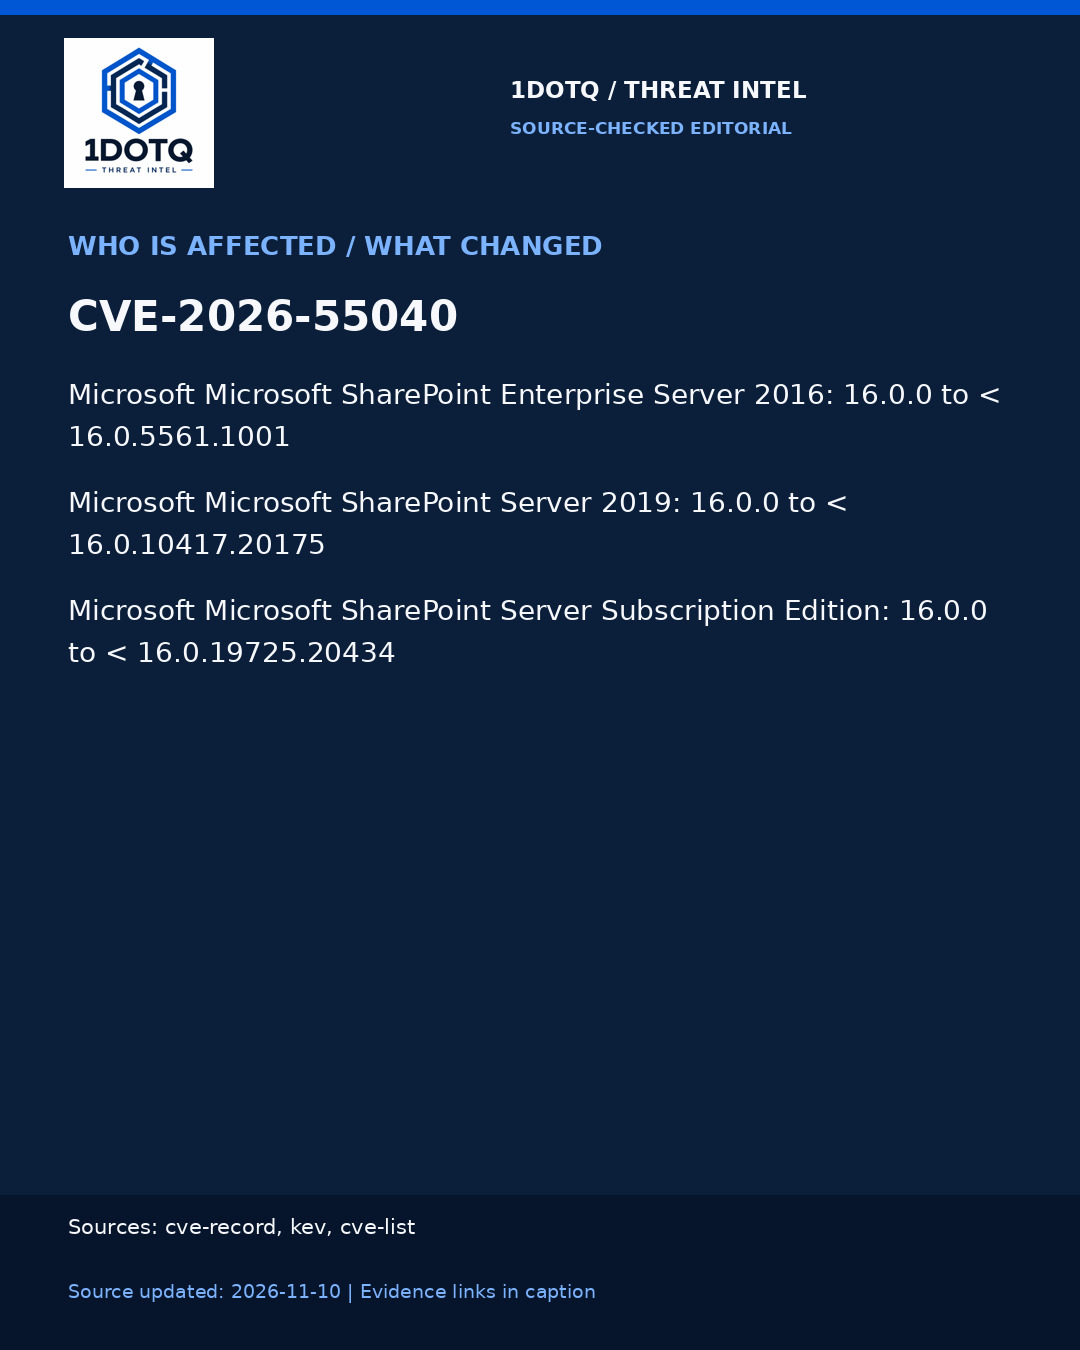 1DOTQ
THREAT INTEL
1DOTQ / THREAT INTEL
SOURCE-CHECKED EDITORIAL
WHO IS AFFECTED / WHAT CHANGED
CVE-2026-55040
Microsoft Microsoft SharePoint Enterprise Server 2016: 16.0.0 to <
16.0.5561.1001
Microsoft Microsoft SharePoint Server 2019: 16.0.0 to <
16.0.10417.20175
Microsoft Microsoft SharePoint Server Subscription Edition: 16.0.0
to < 16.0.19725.20434
Sources: cve-record, kev, cve-list
Source updated: 2026-11-10 | Evidence links in caption